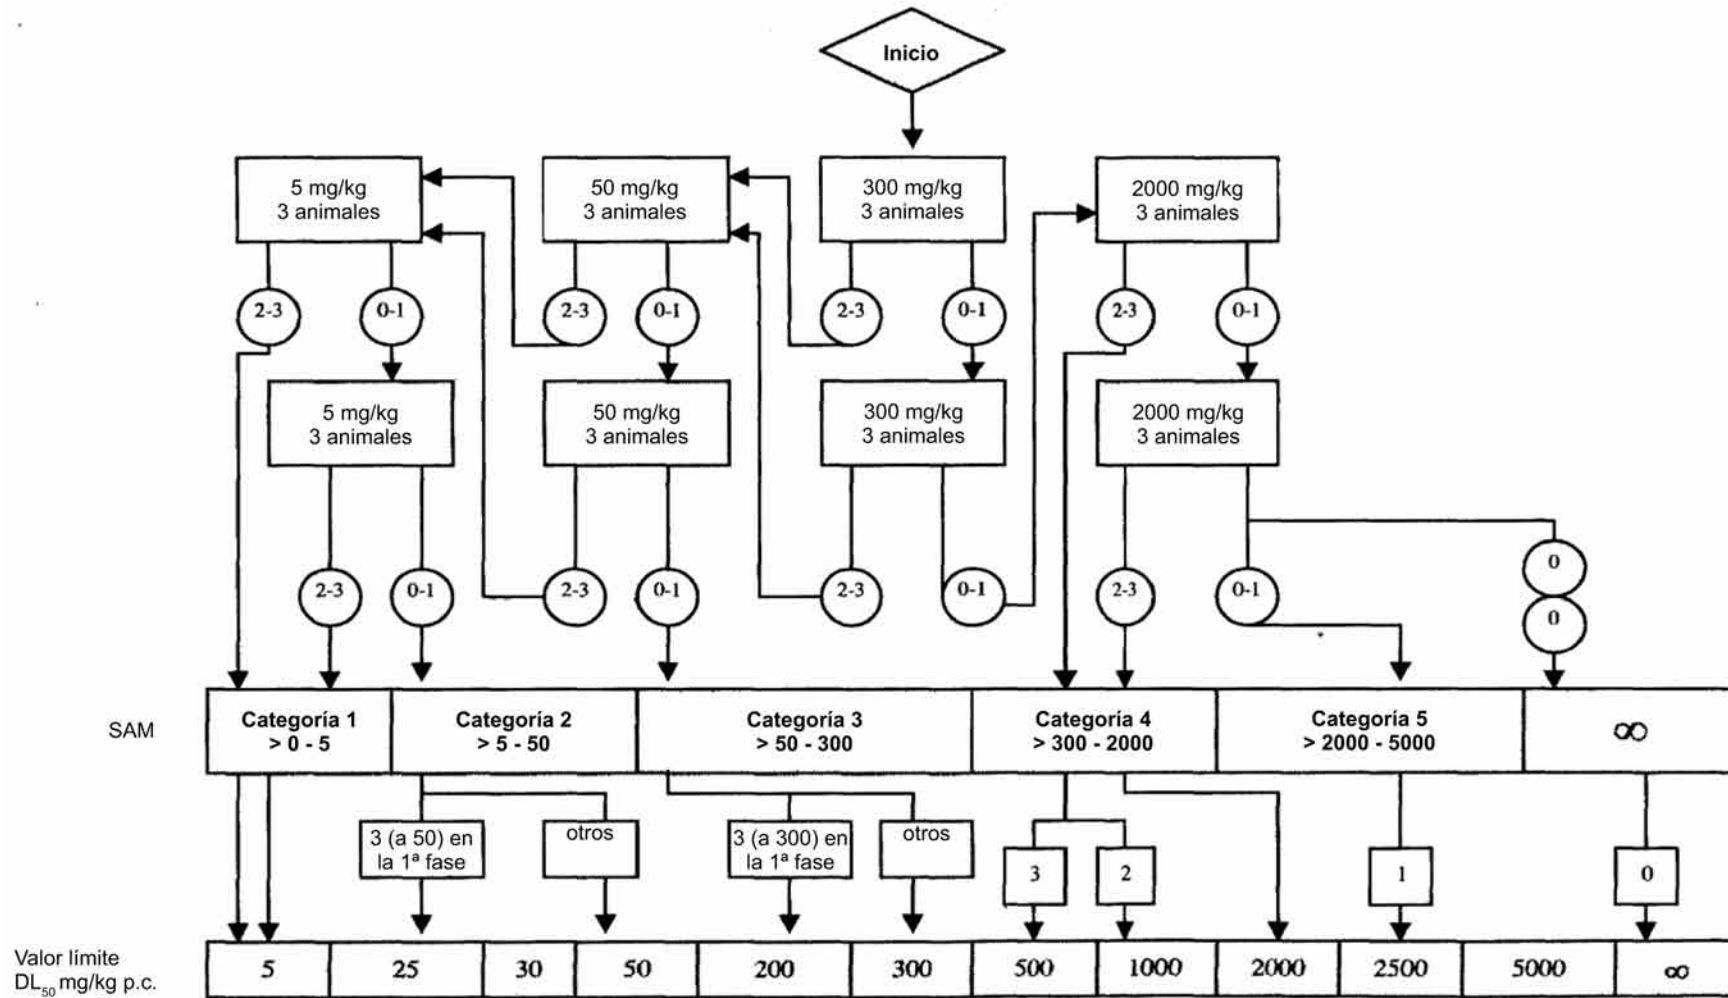 Inicio
5 mg/kg
3 animales
50 mg/kg
3 animales
300 mg/kg
3 animales
2000 mg/kg
3 animales
2-3
0-1
2-3
0-1
2-3
0-1
2-3
0-1
5 mg/kg
3 animales
50 mg/kg
3 animales
300 mg/kg
3 animales
2000 mg/kg
3 animales
2-3
0-1
2-3
0-1
2-3
0-1
2-3
0-1
0
0
SAM
Categoría 1
> 0 - 5
Categoría 2
> 5 - 50
Categoría 3
> 50 - 300
Categoría 4
> 300 - 2000
Categoría 5
> 2000 - 5000
∞
3 (a 50) en
la 1ª fase
otros
3 (a 300) en
la 1ª fase
otros
3
2
1
0
Valor límite
DL50 mg/kg p.c.
5
25
30
50
200
300
500
1000
2000
2500
5000
∞